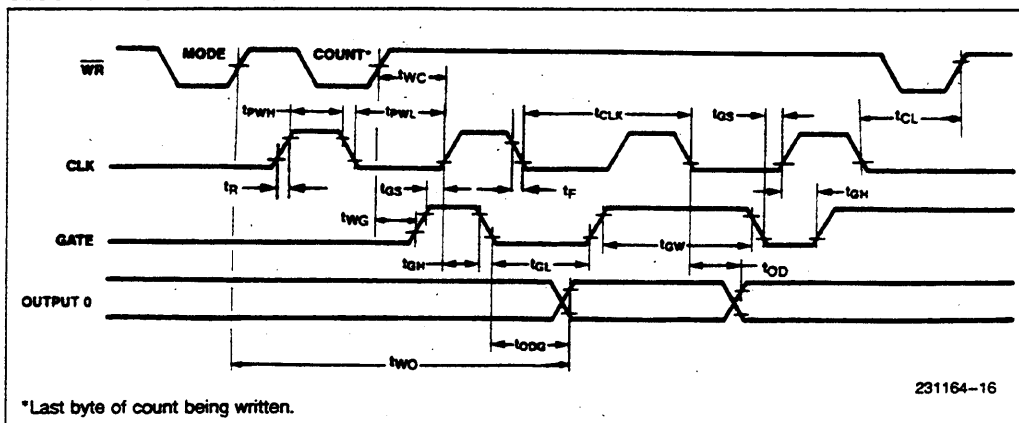 MODE COUNT*
WR
tWC
tPWH tPWL tCLK tGS tCL
CLK
tR tGS tF tGH
tWG
GATE
tGH tGL tGW tOD
OUTPUT 0
tODG
tWO
231164–16
*Last byte of count being written.